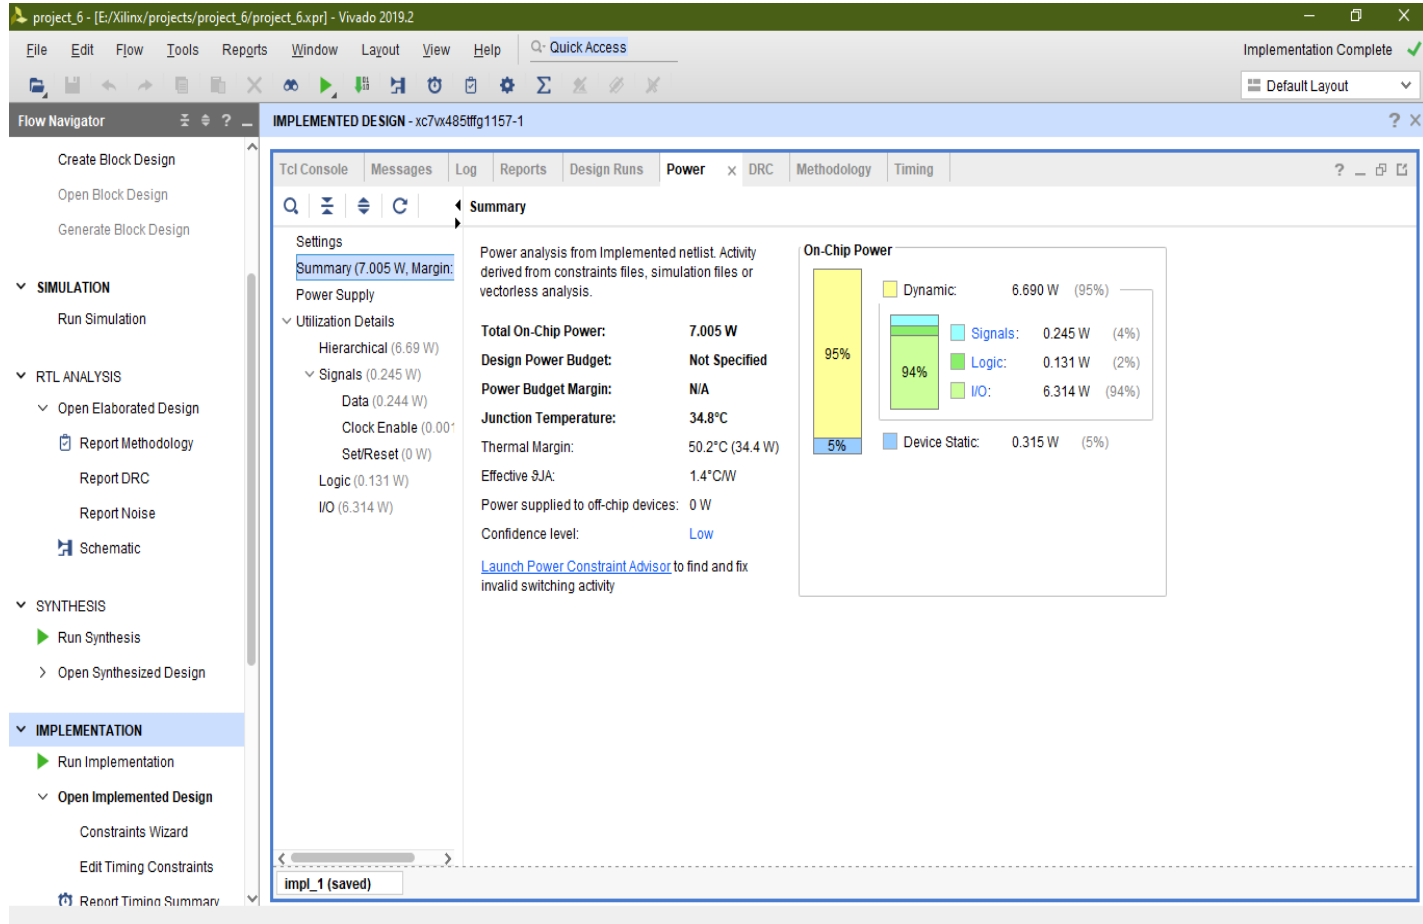 project_6 - [E:/Xilinx/projects/project_6/project_6.xpr] - Vivado 2019.2
File Edit Flow Tools Reports Window Layout View Help Quick Access
Implementation Complete
Default Layout
Flow Navigator
IMPLEMENTED DESIGN - xc7vx485tffg1157-1
Create Block Design
Open Block Design
Generate Block Design
SIMULATION
Run Simulation
RTL ANALYSIS
Open Elaborated Design
Report Methodology
Report DRC
Report Noise
Schematic
SYNTHESIS
Run Synthesis
Open Synthesized Design
IMPLEMENTATION
Run Implementation
Open Implemented Design
Constraints Wizard
Edit Timing Constraints
Report Timing Summary
Tcl Console Messages Log Reports Design Runs Power DRC Methodology Timing
Settings
Summary (7.005 W, Margin:
Power Supply
Utilization Details
Hierarchical (6.69 W)
Signals (0.245 W)
Data (0.244 W)
Clock Enable (0.001
Set/Reset (0 W)
Logic (0.131 W)
I/O (6.314 W)
Summary
Power analysis from Implemented netlist. Activity
derived from constraints files, simulation files or
vectorless analysis.
Total On-Chip Power: 7.005 W
Design Power Budget: Not Specified
Power Budget Margin: N/A
Junction Temperature: 34.8°C
Thermal Margin: 50.2°C (34.4 W)
Effective ϑJA: 1.4°C/W
Power supplied to off-chip devices: 0 W
Confidence level: Low
Launch Power Constraint Advisor to find and fix
invalid switching activity
On-Chip Power
95%
5%
94%
Dynamic: 6.690 W (95%)
Signals: 0.245 W (4%)
Logic: 0.131 W (2%)
I/O: 6.314 W (94%)
Device Static: 0.315 W (5%)
impl_1 (saved)